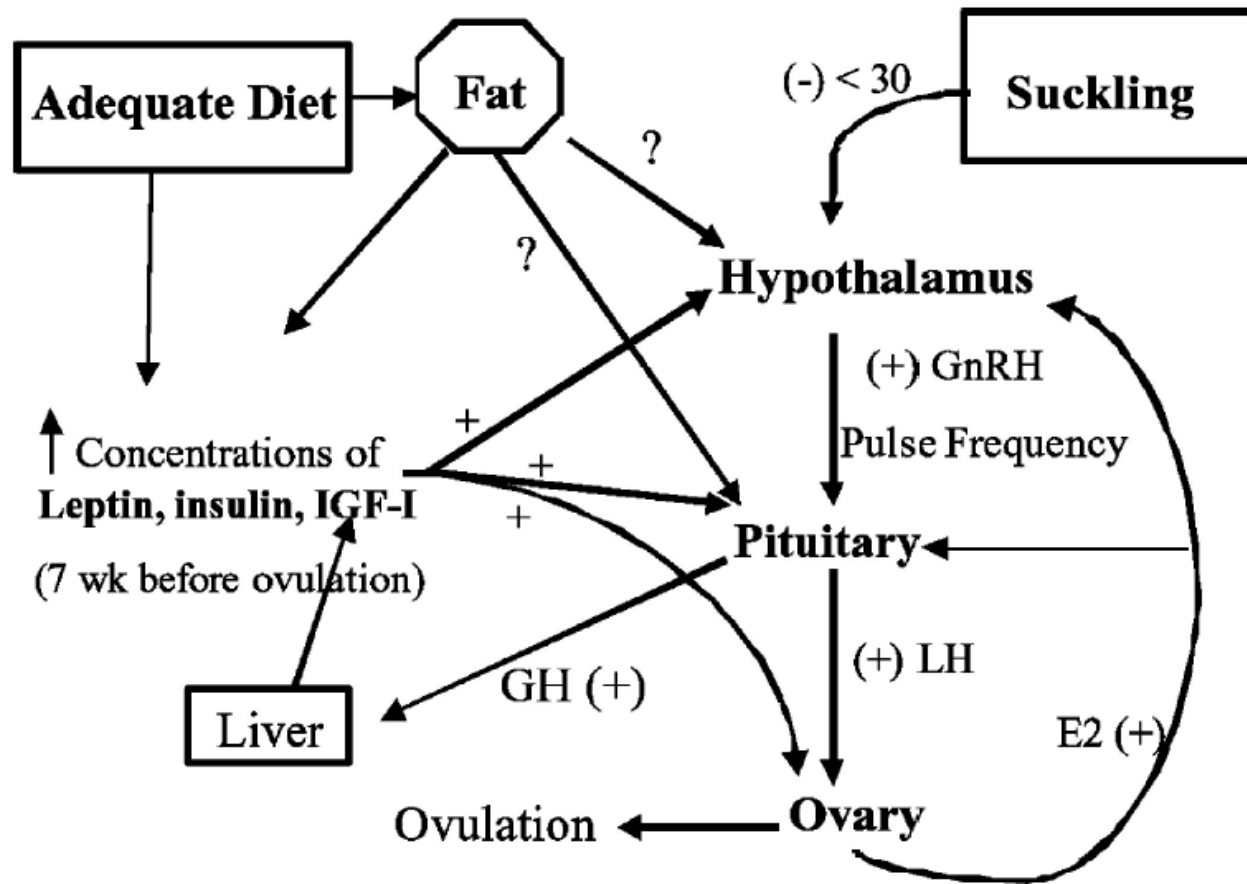 Adequate Diet
Fat
(-) < 30
Suckling
?
?
Hypothalamus
(+) GnRH
Pulse Frequency
+
+
+
↑ Concentrations of
Leptin, insulin, IGF-I
(7 wk before ovulation)
Pituitary
GH (+)
(+) LH
Liver
E2 (+)
Ovulation
Ovary